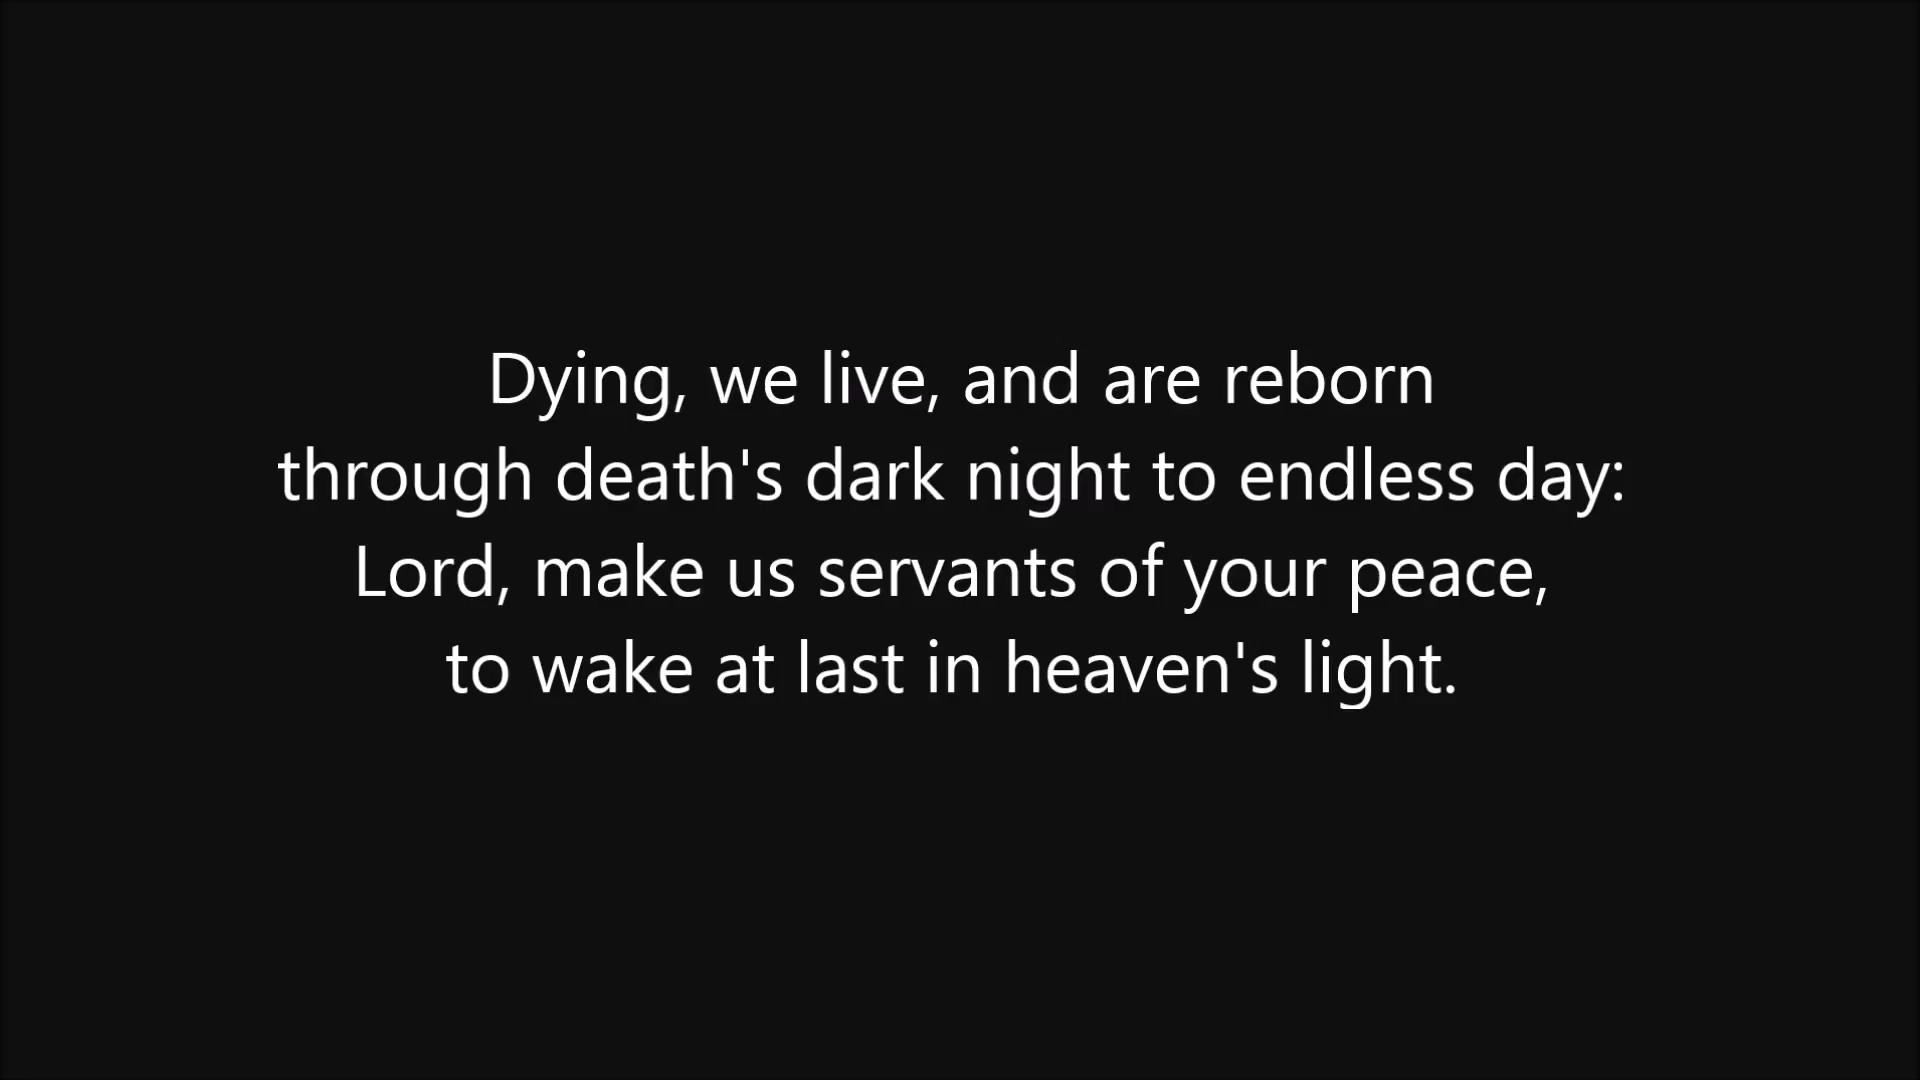 Dying, we live, and are reborn
through death's dark night to endless day:
Lord, make us servants of your peace,
to wake at last in heaven's light.